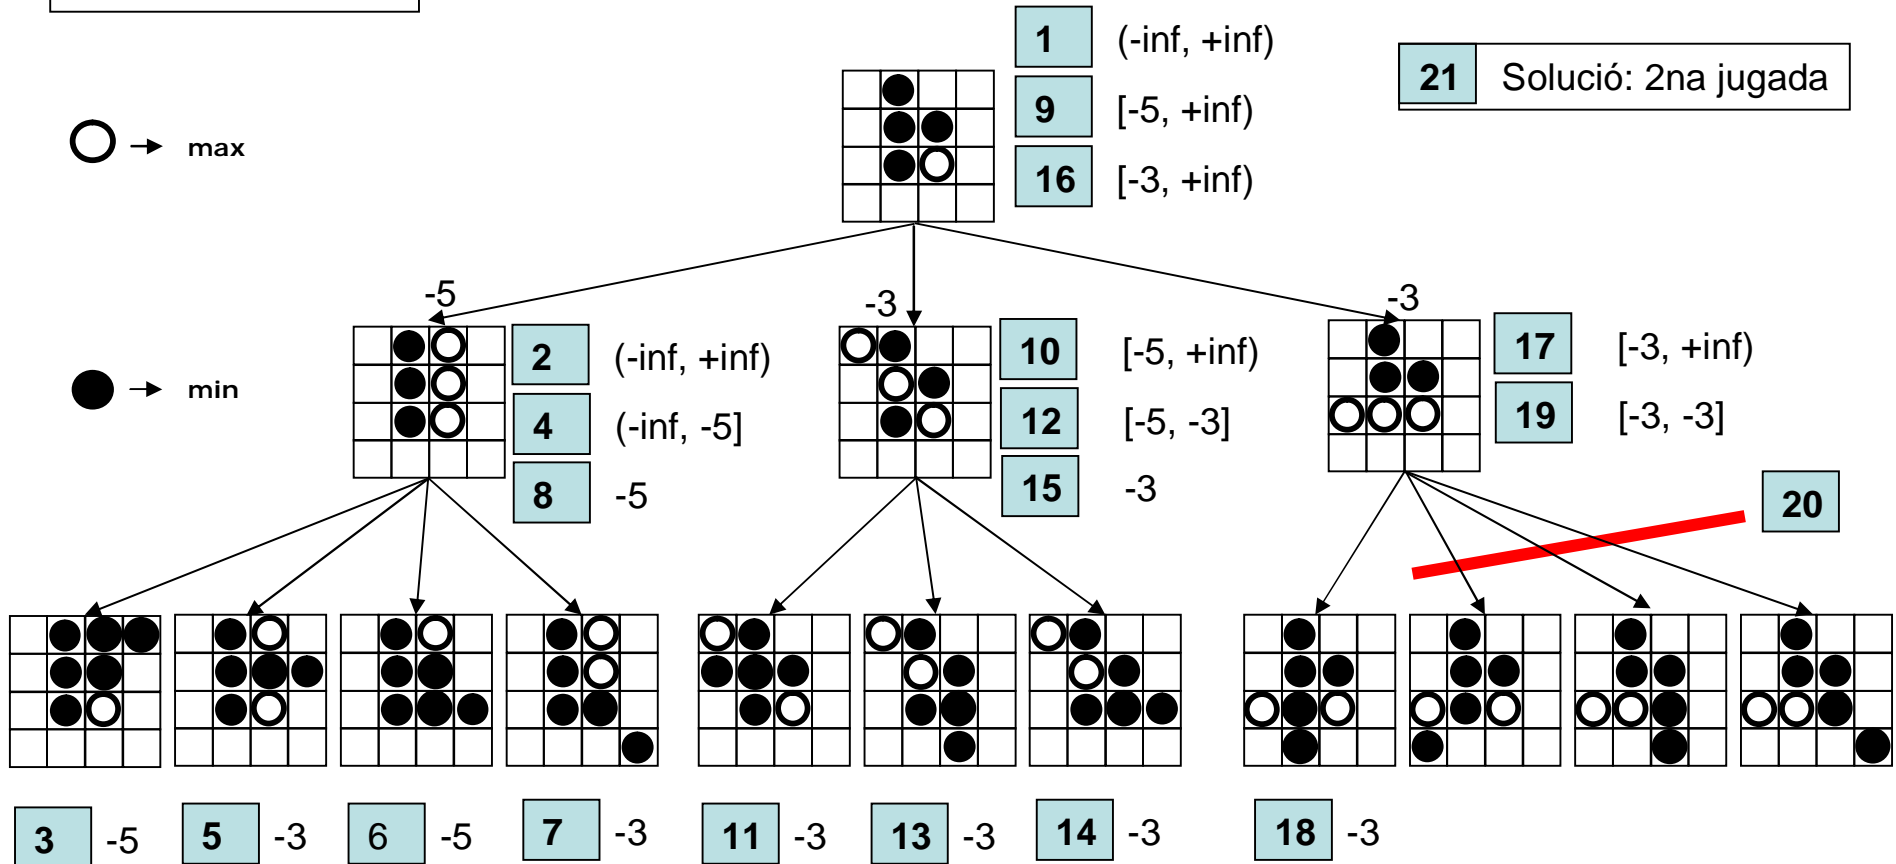 1 (-inf, +inf)
9 [-5, +inf)
16 [-3, +inf)
21 Solució: 2na jugada
max
-5
-3
-3
2 (-inf, +inf)
4 (-inf, -5]
8 -5
10 [-5, +inf)
12 [-5, -3]
15 -3
17 [-3, +inf)
19 [-3, -3]
min
20
3 -5
5 -3
6 -5
7 -3
11 -3
13 -3
14 -3
18 -3